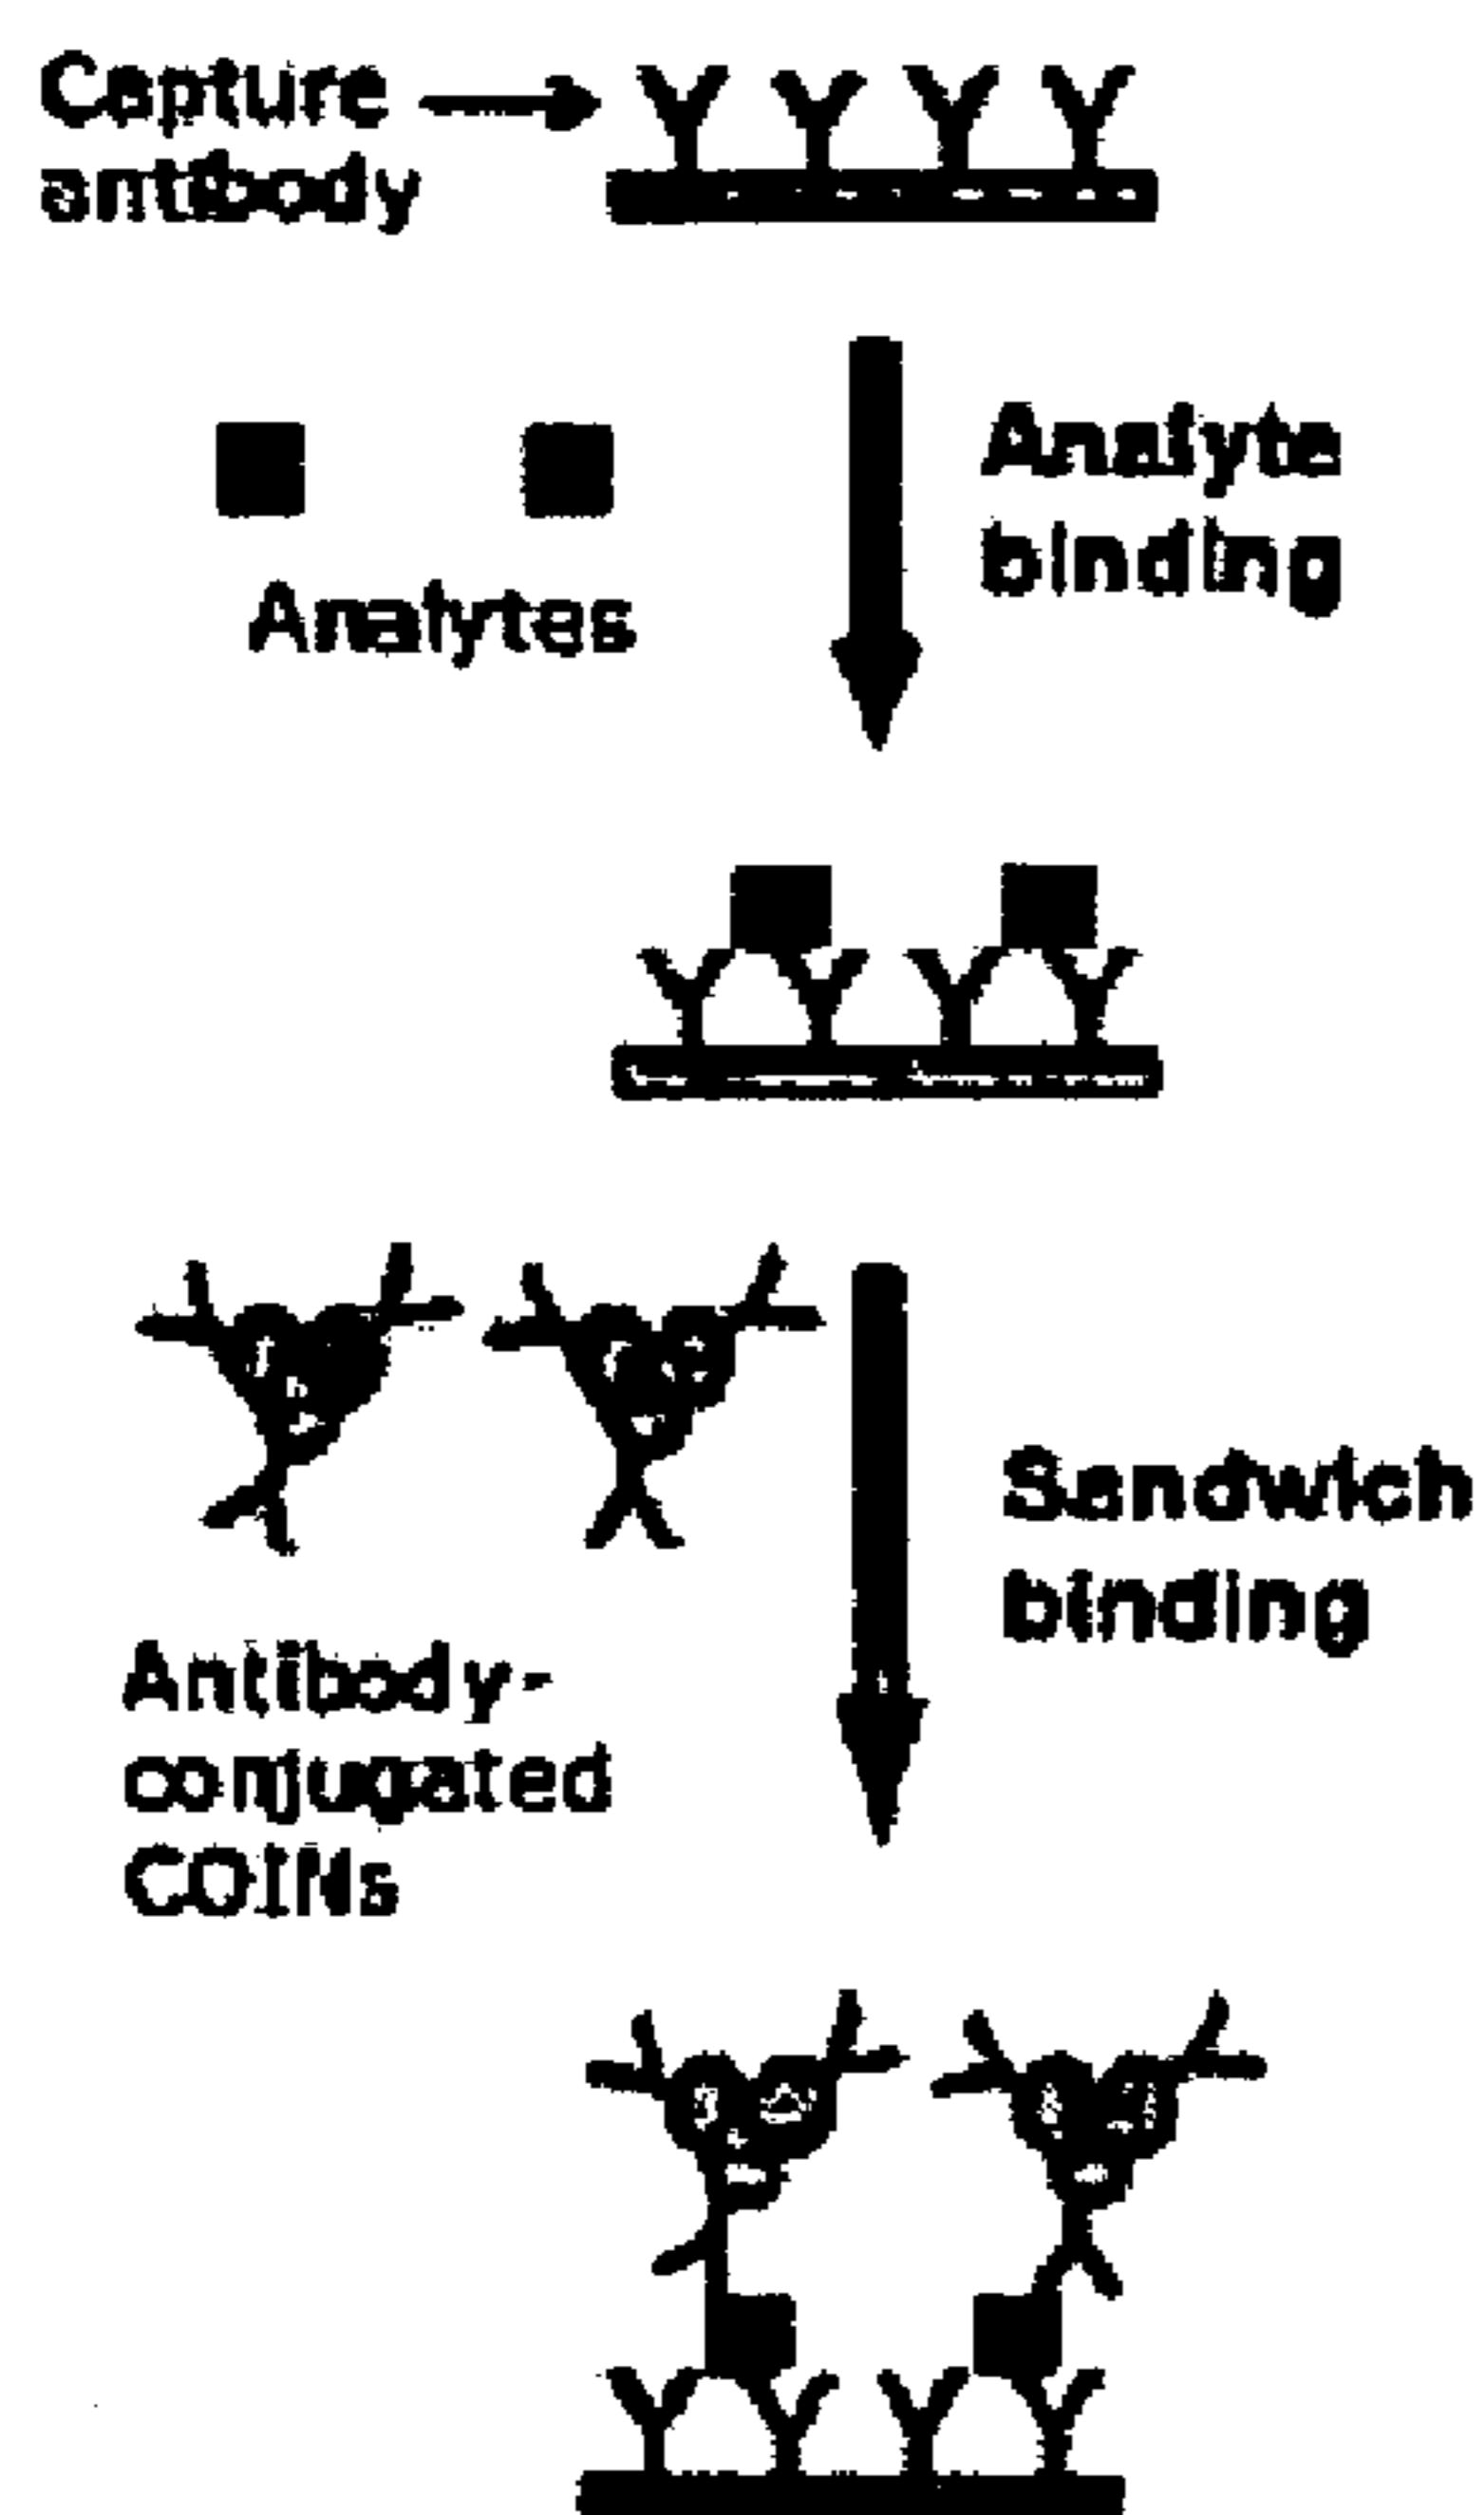 Capture
antibody
Analyte
binding
Analytes
Sandwich
binding
Antibody-
conjugated
COINs